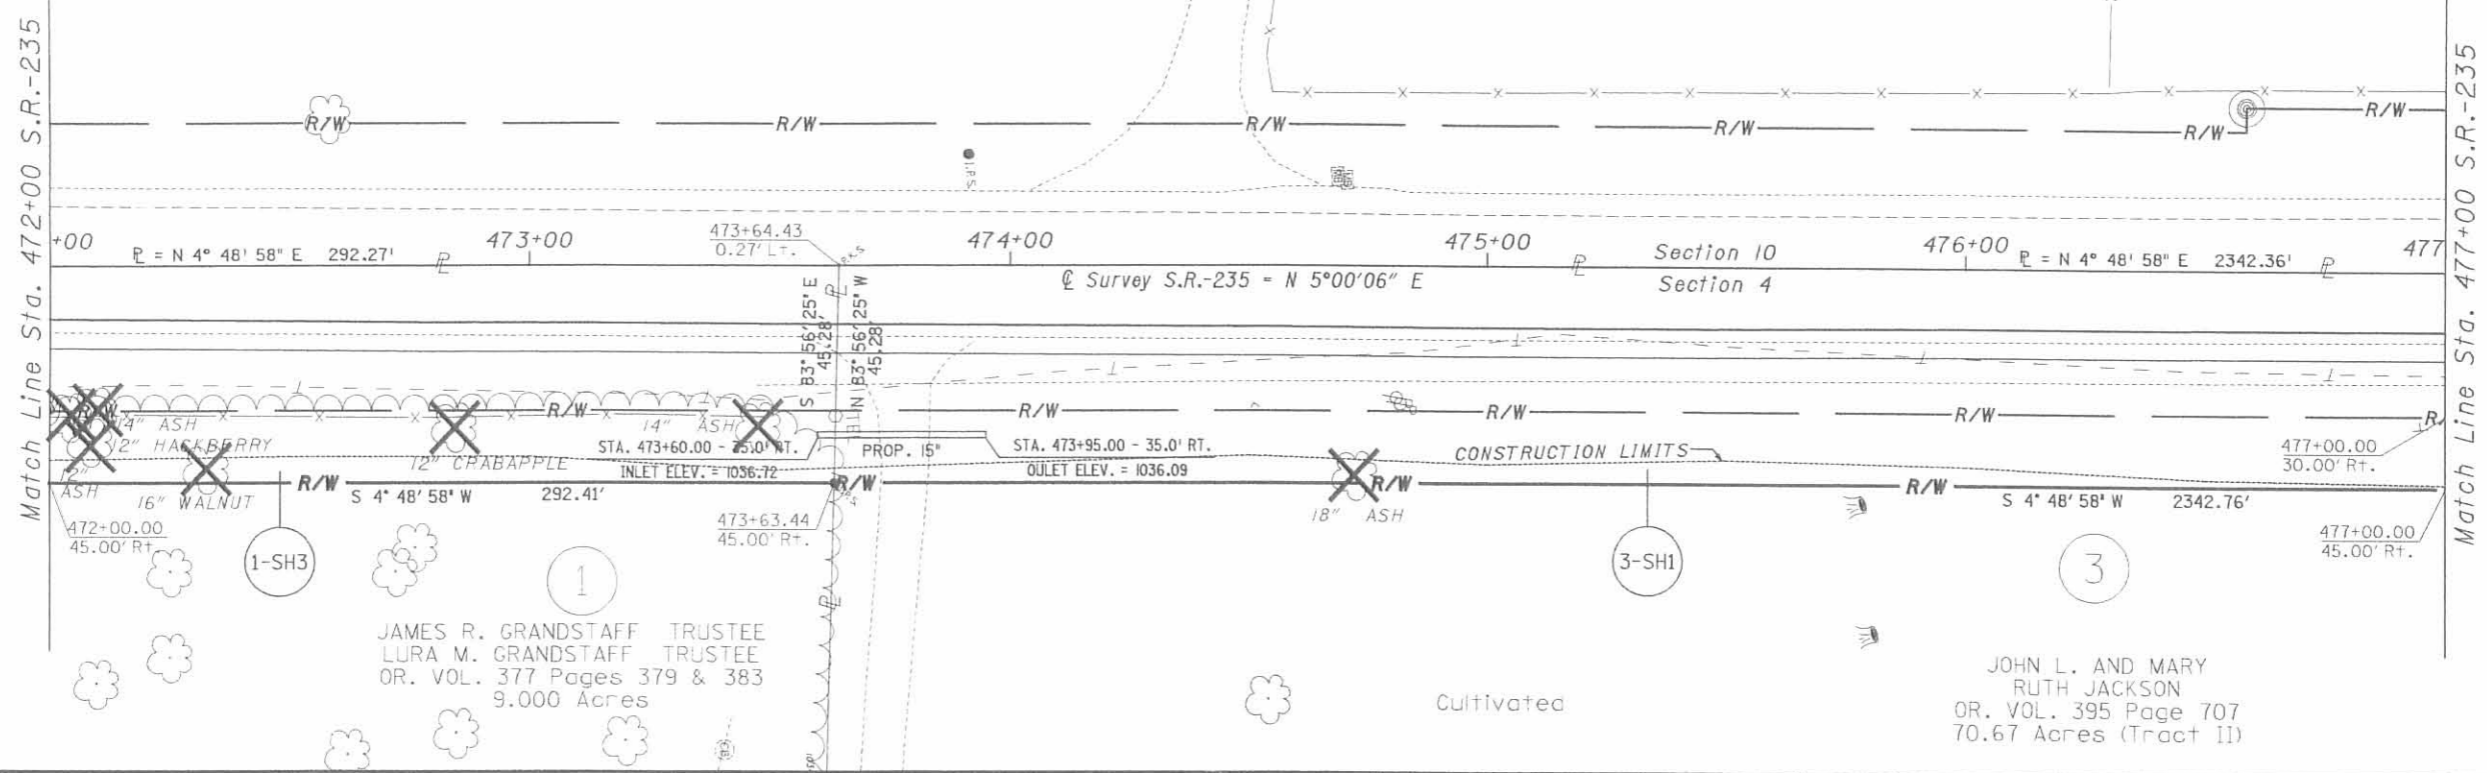 Match Line Sta. 472+00 S.R.-235
Match Line Sta. 477+00 S.R.-235
R/W
R/W
R/W
R/W
R/W
R/W
I.P.S.
+00
473+00
474+00
475+00
476+00
477
℄ Survey S.R.-235 = N 5°00'06" E
Section 10
Section 4
P̲L = N 4° 48' 58" E 292.27'
PL
473+64.43
0.27' Lt.
PL
PL = N 4° 48' 58" E 2342.36'
PL
S 83° 56' 25" E
45.28'
PL
N 83° 56' 25" W
45.28'
R/W
R/W
R/W
R/W
R/W
R/
14" ASH
12" HACKBERRY
12"
ASH
16" WALNUT
12" CRABAPPLE
14" ASH
STA. 473+60.00 - 35.0' RT.
INLET ELEV. = 1036.72
PROP. 15"
STA. 473+95.00 - 35.0' RT.
OULET ELEV. = 1036.09
CONSTRUCTION LIMITS
477+00.00
30.00' Rt.
R/W
R/W
R/W
R/W
S 4° 48' 58" W 292.41'
S 4° 48' 58" W 2342.76'
18" ASH
472+00.00
45.00' Rt.
473+63.44
45.00' Rt.
477+00.00
45.00' Rt.
1-SH3
1
3-SH1
3
PL
JAMES R. GRANDSTAFF TRUSTEE
LURA M. GRANDSTAFF TRUSTEE
OR. VOL. 377 Pages 379 & 383
9.000 Acres
Cultivated
JOHN L. AND MARY
RUTH JACKSON
OR. VOL. 395 Page 707
70.67 Acres (Tract II)